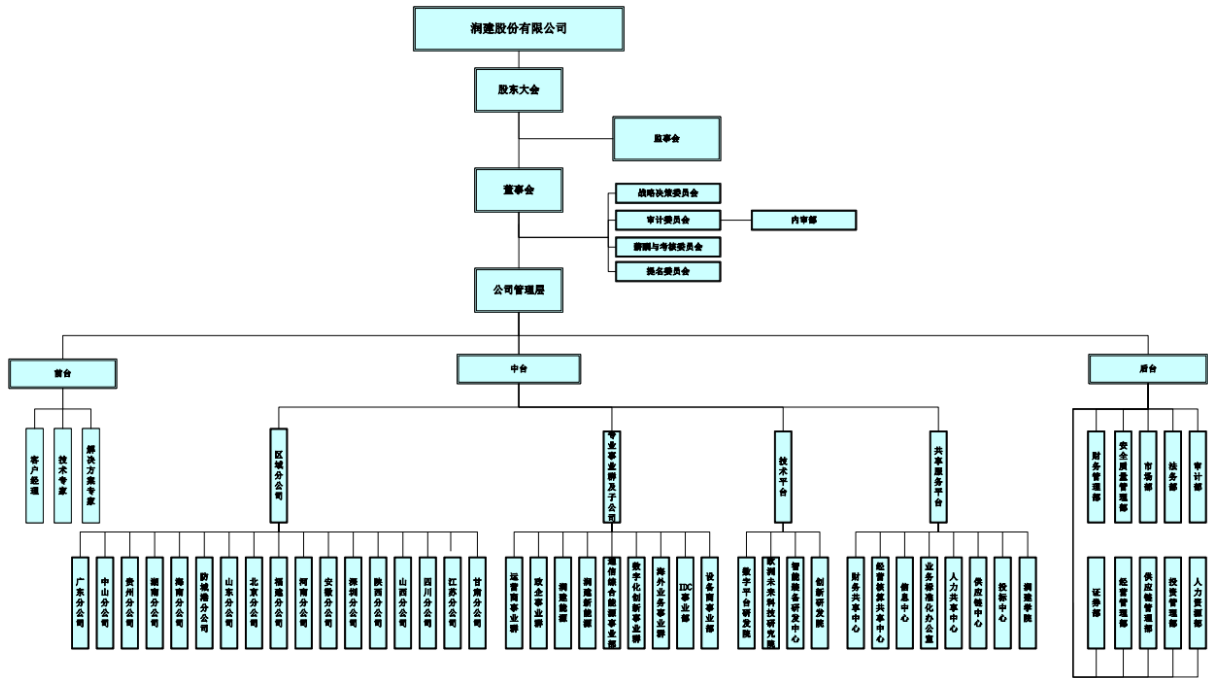 润建股份有限公司
股东大会
监事会
董事会
战略决策委员会
审计委员会
内审部
薪酬与考核委员会
提名委员会
公司管理层
前台
中台
后台
客户经理
技术专家
解决方案专家
区域分公司
专业事业群及子公司
技术平台
共享服务平台
财务管理部
安全质量管理部
市场部
法务部
审计部
广东分公司
中山分公司
贵州分公司
湖南分公司
海南分公司
防城港分公司
山东分公司
北京分公司
福建分公司
河南分公司
安徽分公司
深圳分公司
陕西分公司
山西分公司
四川分公司
江苏分公司
甘肃分公司
运营商事业群
政企事业群
润建能源
润建新能源
通信综合能源事业部
数字化创新事业群
海外业务事业群
IDC事业部
设备商事业部
数字平台研发院
智能装备研发中心
创新研发院
财务共享中心
经营核算共享中心
信息中心
业务标准化办公室
人力共享中心
供应链中心
投标中心
润建学院
证券部
经营管理部
供应链管理部
投资管理部
人力资源部